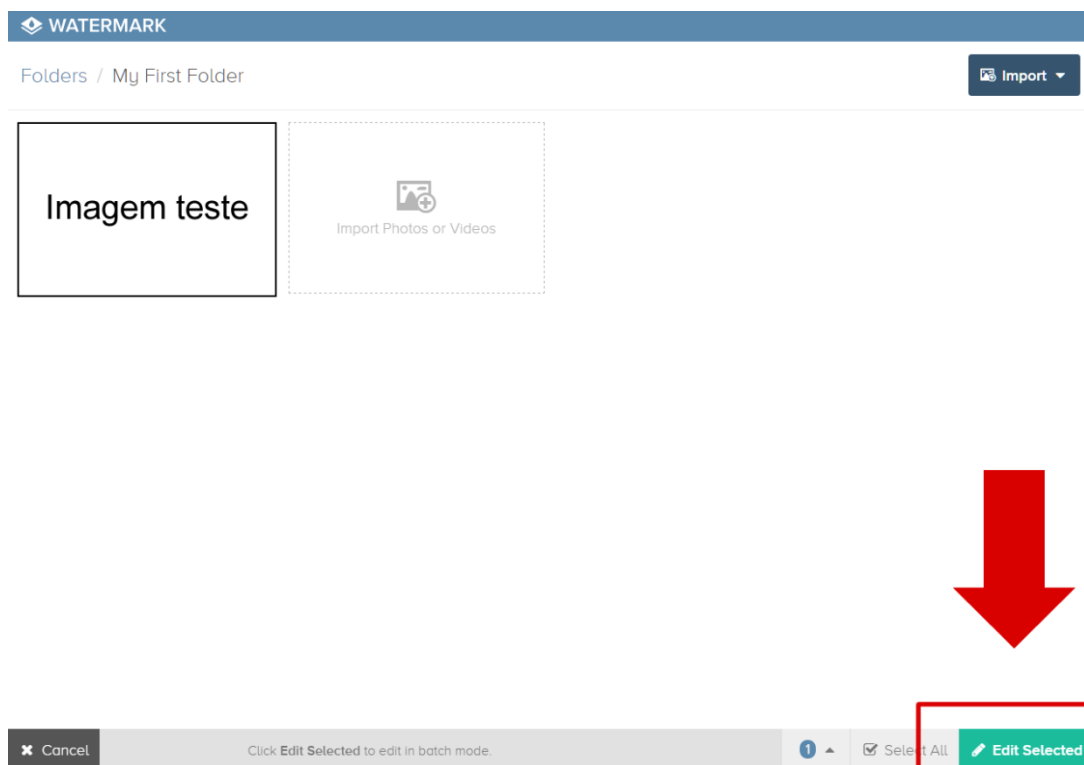 WATERMARK
Folders / My First Folder
Import
Imagem teste
Import Photos or Videos
Cancel
Click Edit Selected to edit in batch mode.
1
Select All
Edit Selected